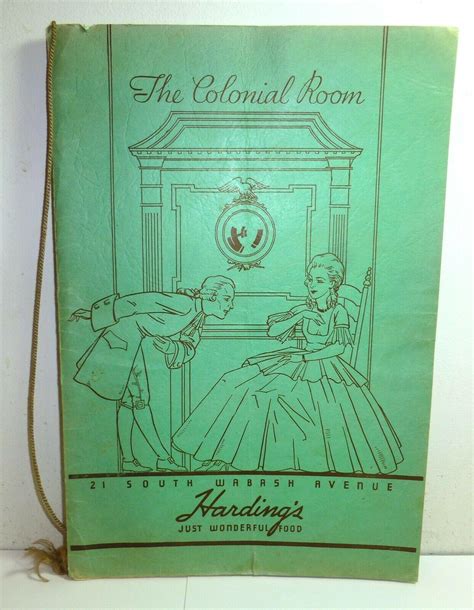 The Colonial Room
21 SOUTH WABASH AVENUE
Harding's
JUST WONDERFUL FOOD